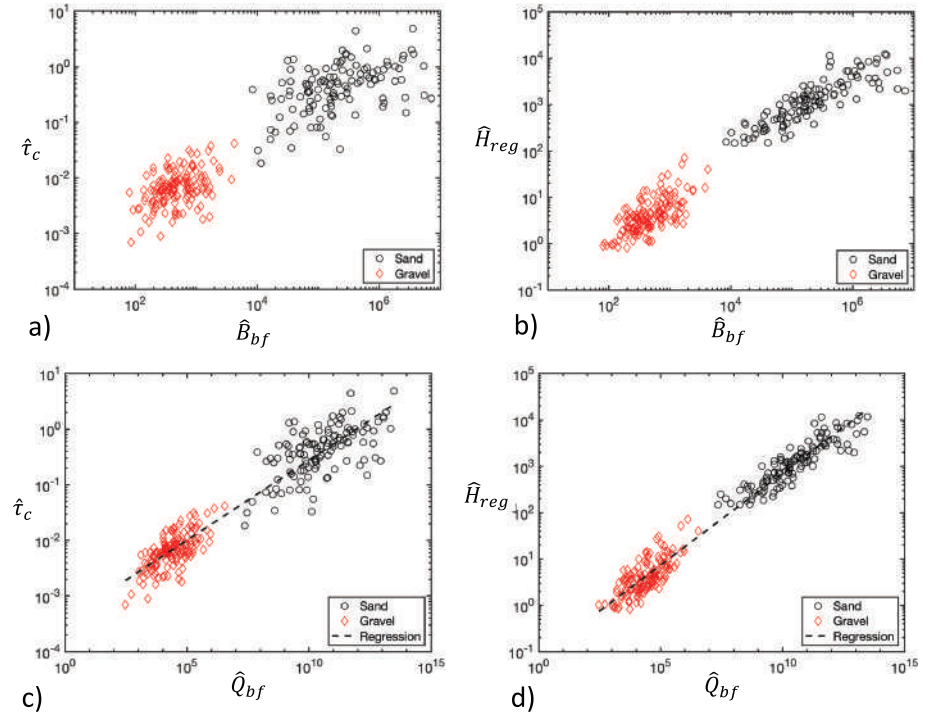 10^1
10^0
10^-1
10^-2
10^-3
10^-4
τ̂_c
Sand
Gravel
10^2 10^4 10^6
a)
B̂_bf
10^5
10^4
10^3
10^2
10^1
10^0
10^-1
Ĥ_reg
Sand
Gravel
10^2 10^4 10^6
b)
B̂_bf
10^1
10^0
10^-1
10^-2
10^-3
10^-4
τ̂_c
Sand
Gravel
Regression
10^0 10^5 10^10 10^15
c)
Q̂_bf
10^5
10^4
10^3
10^2
10^1
10^0
10^-1
Ĥ_reg
Sand
Gravel
Regression
10^0 10^5 10^10 10^15
d)
Q̂_bf